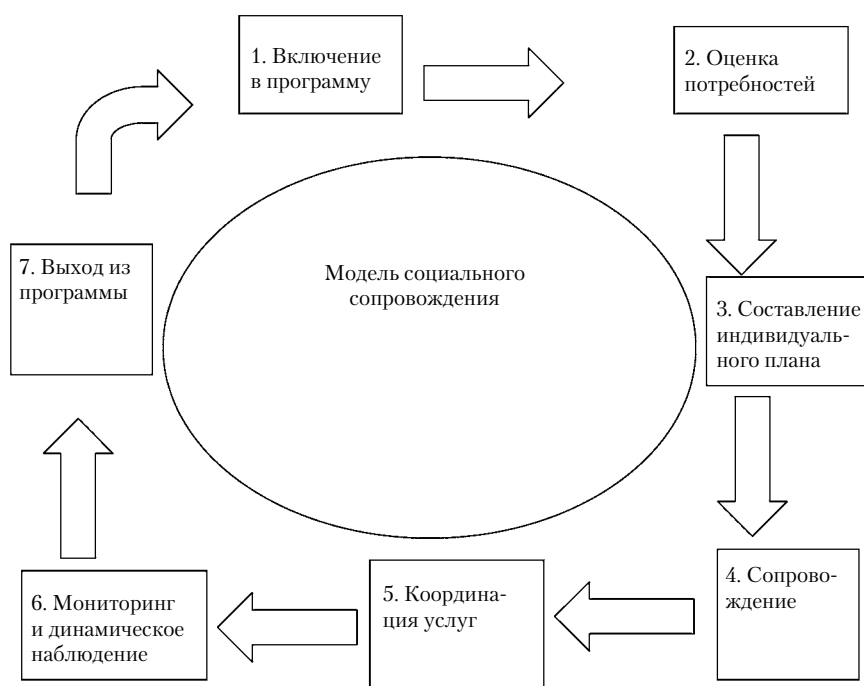 1. Включение
в программу
2. Оценка
потребностей
3. Составление
индивидуаль-
ного плана
4. Сопрово-
ждение
5. Координа-
ция услуг
6. Мониторинг
и динамическое
наблюдение
7. Выход из
программы
Модель социального
сопровождения